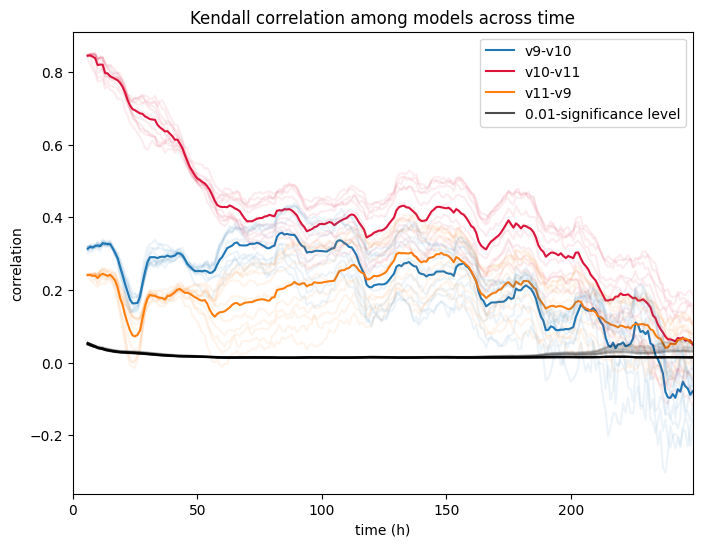 Kendall correlation among models across time
v9-v10
v10-v11
v11-v9
0.01-significance level
correlation
0.8
0.6
0.4
0.2
0.0
−0.2
0
50
100
150
200
time (h)